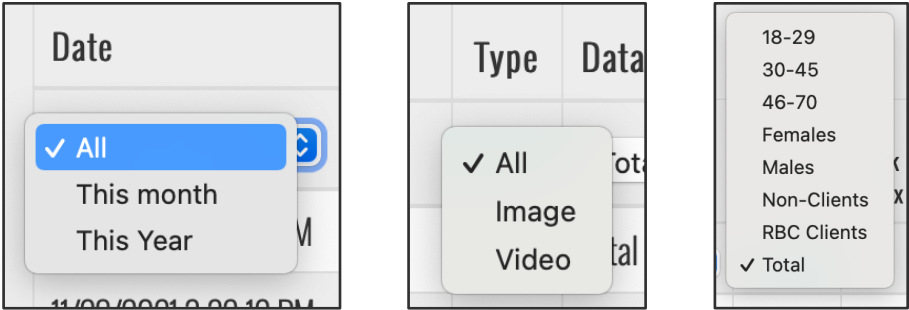 Date
✓ All
This month
This Year
Type Data
✓ All
Image
Video
18-29
30-45
46-70
Females
Males
Non-Clients
RBC Clients
✓ Total